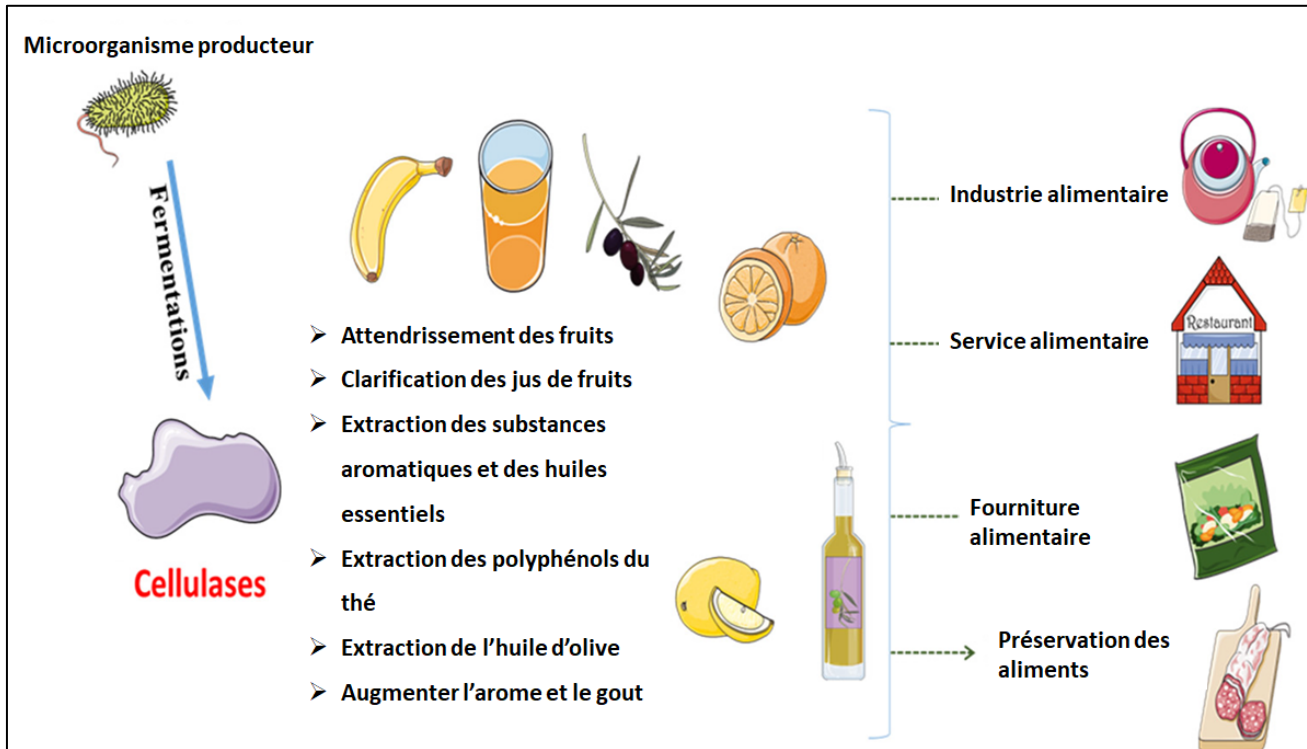 Microorganisme producteur
Fermentations
Cellulases
➢ Attendrissement des fruits
➢ Clarification des jus de fruits
➢ Extraction des substances
aromatiques et des huiles
essentiels
➢ Extraction des polyphénols du
thé
➢ Extraction de l’huile d’olive
➢ Augmenter l’arome et le gout
Industrie alimentaire
Restaurant
Service alimentaire
Fourniture
alimentaire
Préservation des
aliments